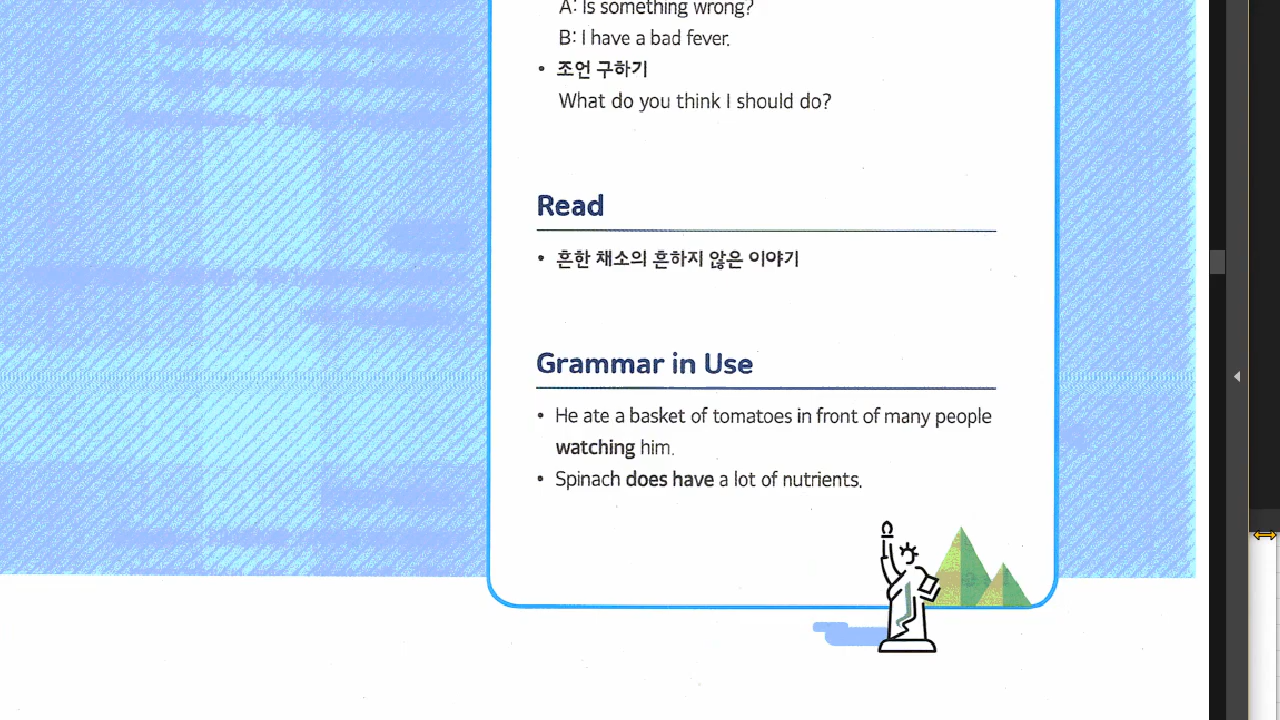 A: Is something wrong?
B: I have a bad fever.
• 조언 구하기
What do you think I should do?
Read
• 흔한 채소의 흔하지 않은 이야기
Grammar in Use
• He ate a basket of tomatoes in front of many people
watching him.
• Spinach does have a lot of nutrients.